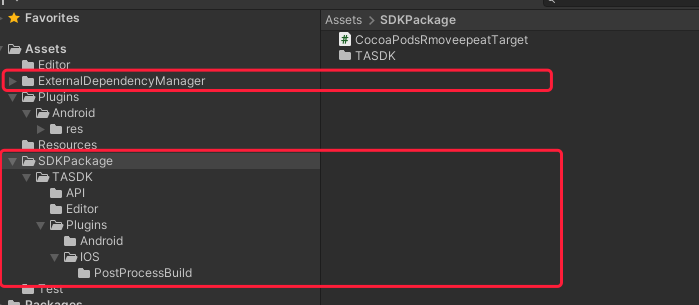 Favorites
Assets
Editor
ExternalDependencyManager
Plugins
Android
res
Resources
SDKPackage
TASDK
API
Editor
Plugins
Android
IOS
PostProcessBuild
Test
Packages
Assets > SDKPackage
CocoaPodsRmoveepeatTarget
TASDK